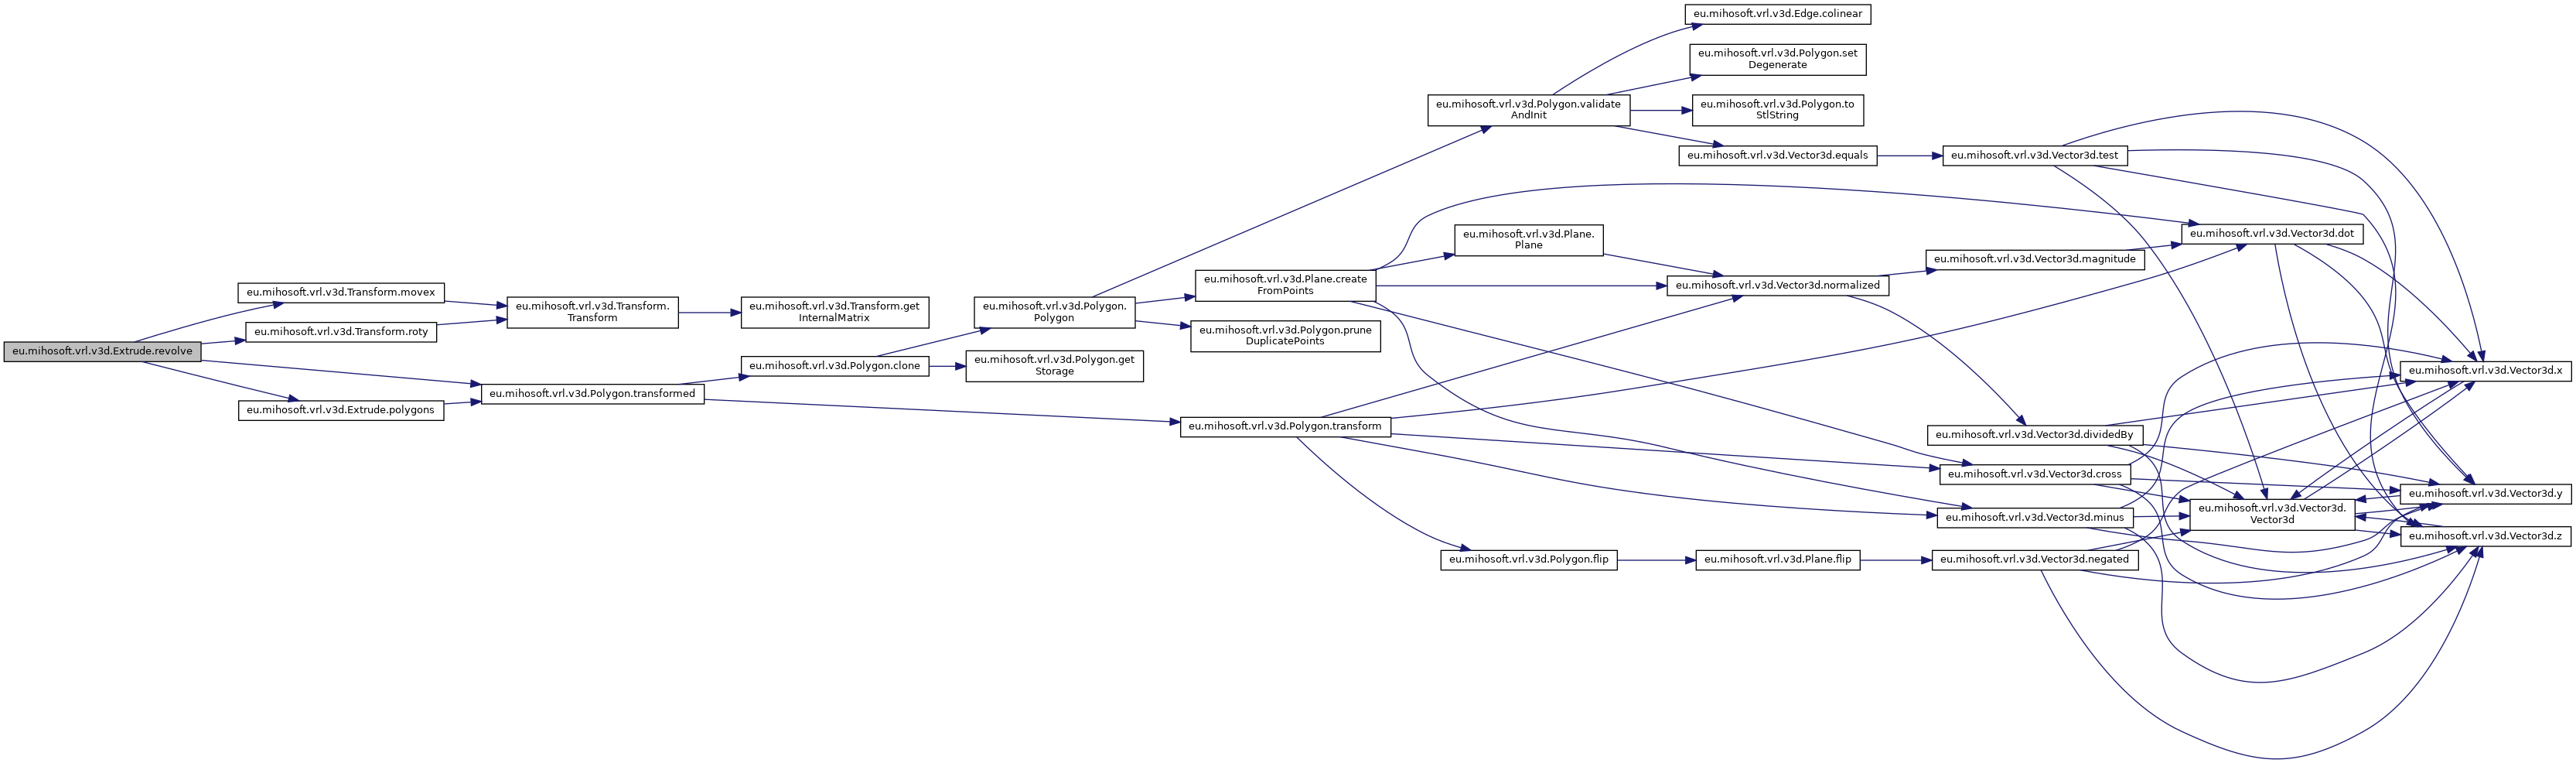 eu.mihosoft.vrl.v3d.Extrude.revolve
eu.mihosoft.vrl.v3d.Transform.movex
eu.mihosoft.vrl.v3d.Transform.roty
eu.mihosoft.vrl.v3d.Extrude.polygons
eu.mihosoft.vrl.v3d.Transform.
Transform
eu.mihosoft.vrl.v3d.Polygon.transformed
eu.mihosoft.vrl.v3d.Transform.get
InternalMatrix
eu.mihosoft.vrl.v3d.Polygon.clone
eu.mihosoft.vrl.v3d.Polygon.
Polygon
eu.mihosoft.vrl.v3d.Polygon.get
Storage
eu.mihosoft.vrl.v3d.Plane.create
FromPoints
eu.mihosoft.vrl.v3d.Polygon.prune
DuplicatePoints
eu.mihosoft.vrl.v3d.Polygon.transform
eu.mihosoft.vrl.v3d.Polygon.validate
AndInit
eu.mihosoft.vrl.v3d.Plane.
Plane
eu.mihosoft.vrl.v3d.Polygon.flip
eu.mihosoft.vrl.v3d.Edge.colinear
eu.mihosoft.vrl.v3d.Polygon.set
Degenerate
eu.mihosoft.vrl.v3d.Polygon.to
StlString
eu.mihosoft.vrl.v3d.Vector3d.equals
eu.mihosoft.vrl.v3d.Vector3d.normalized
eu.mihosoft.vrl.v3d.Plane.flip
eu.mihosoft.vrl.v3d.Vector3d.test
eu.mihosoft.vrl.v3d.Vector3d.magnitude
eu.mihosoft.vrl.v3d.Vector3d.dividedBy
eu.mihosoft.vrl.v3d.Vector3d.cross
eu.mihosoft.vrl.v3d.Vector3d.minus
eu.mihosoft.vrl.v3d.Vector3d.negated
eu.mihosoft.vrl.v3d.Vector3d.dot
eu.mihosoft.vrl.v3d.Vector3d.
Vector3d
eu.mihosoft.vrl.v3d.Vector3d.x
eu.mihosoft.vrl.v3d.Vector3d.y
eu.mihosoft.vrl.v3d.Vector3d.z